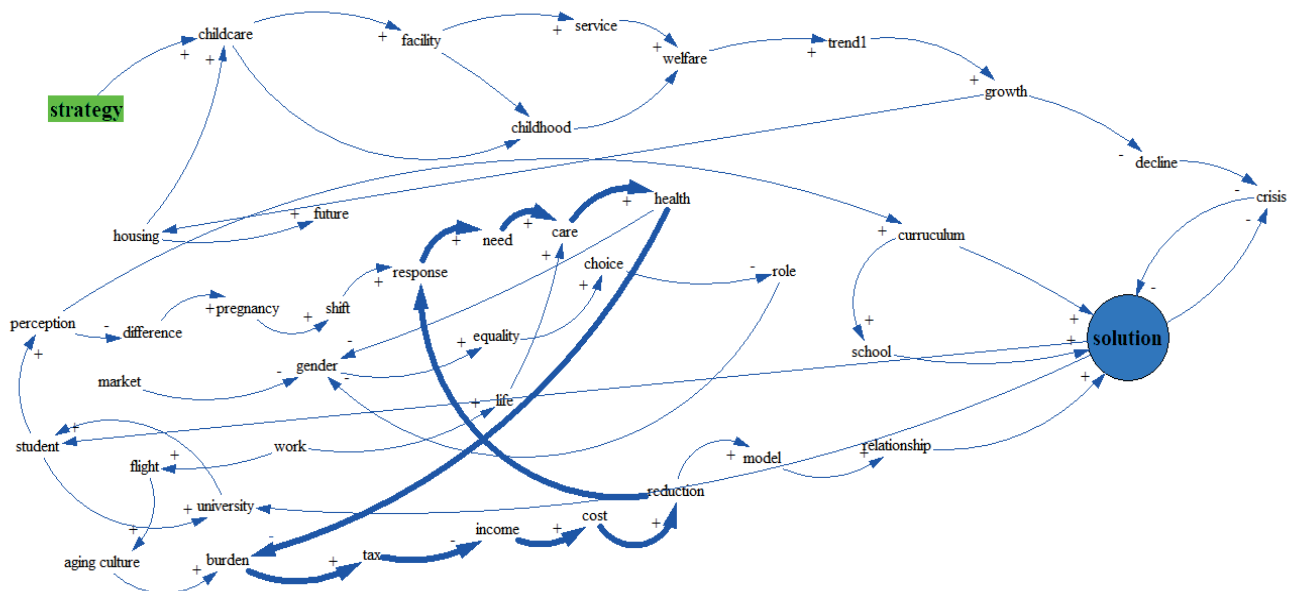 childcare
facility
service
welfare
trend1
growth
strategy
childhood
decline
crisis
housing
future
health
need
care
curruculum
response
choice
role
perception
difference
pregnancy
shift
equality
solution
market
gender
school
life
student
flight
work
model
relationship
university
reduction
aging culture
burden
tax
income
cost